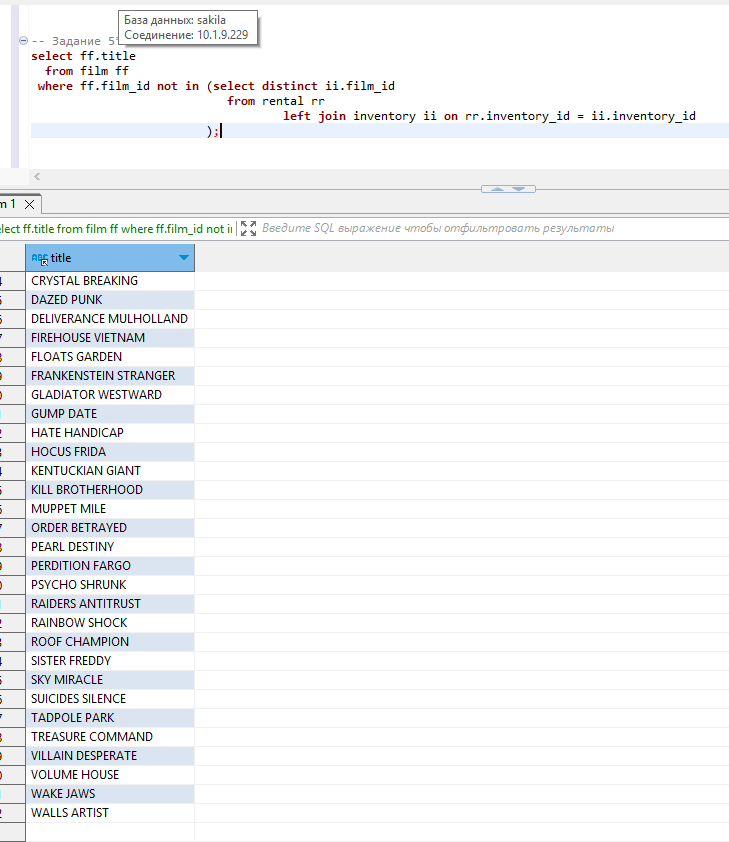 База данных: sakila
Соединение: 10.1.9.229
-- Задание 5
select ff.title
from film ff
where ff.film_id not in (select distinct ii.film_id
from rental rr
left join inventory ii on rr.inventory_id = ii.inventory_id
);
1
select ff.title from film ff where ff.film_id not i
Введите SQL выражение чтобы отфильтровать результаты
ABC title
CRYSTAL BREAKING
DAZED PUNK
DELIVERANCE MULHOLLAND
FIREHOUSE VIETNAM
FLOATS GARDEN
FRANKENSTEIN STRANGER
GLADIATOR WESTWARD
GUMP DATE
HATE HANDICAP
HOCUS FRIDA
KENTUCKIAN GIANT
KILL BROTHERHOOD
MUPPET MILE
ORDER BETRAYED
PEARL DESTINY
PERDITION FARGO
PSYCHO SHRUNK
RAIDERS ANTITRUST
RAINBOW SHOCK
ROOF CHAMPION
SISTER FREDDY
SKY MIRACLE
SUICIDES SILENCE
TADPOLE PARK
TREASURE COMMAND
VILLAIN DESPERATE
VOLUME HOUSE
WAKE JAWS
WALLS ARTIST